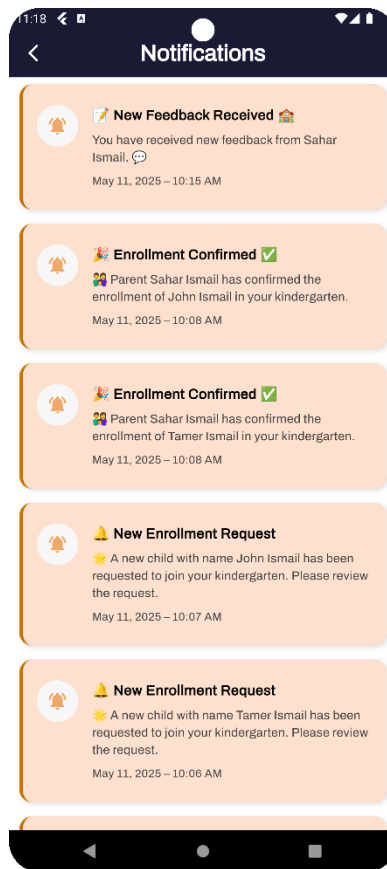 11:18
Notifications
📝 New Feedback Received 🏫
You have received new feedback from Sahar
Ismail. 💬
May 11, 2025 – 10:15 AM
🎉 Enrollment Confirmed ✅
👩‍👧 Parent Sahar Ismail has confirmed the
enrollment of John Ismail in your kindergarten.
May 11, 2025 – 10:08 AM
🎉 Enrollment Confirmed ✅
👩‍👧 Parent Sahar Ismail has confirmed the
enrollment of Tamer Ismail in your kindergarten.
May 11, 2025 – 10:08 AM
🔔 New Enrollment Request
🌟 A new child with name John Ismail has been
requested to join your kindergarten. Please review
the request.
May 11, 2025 – 10:07 AM
🔔 New Enrollment Request
🌟 A new child with name Tamer Ismail has been
requested to join your kindergarten. Please review
the request.
May 11, 2025 – 10:06 AM